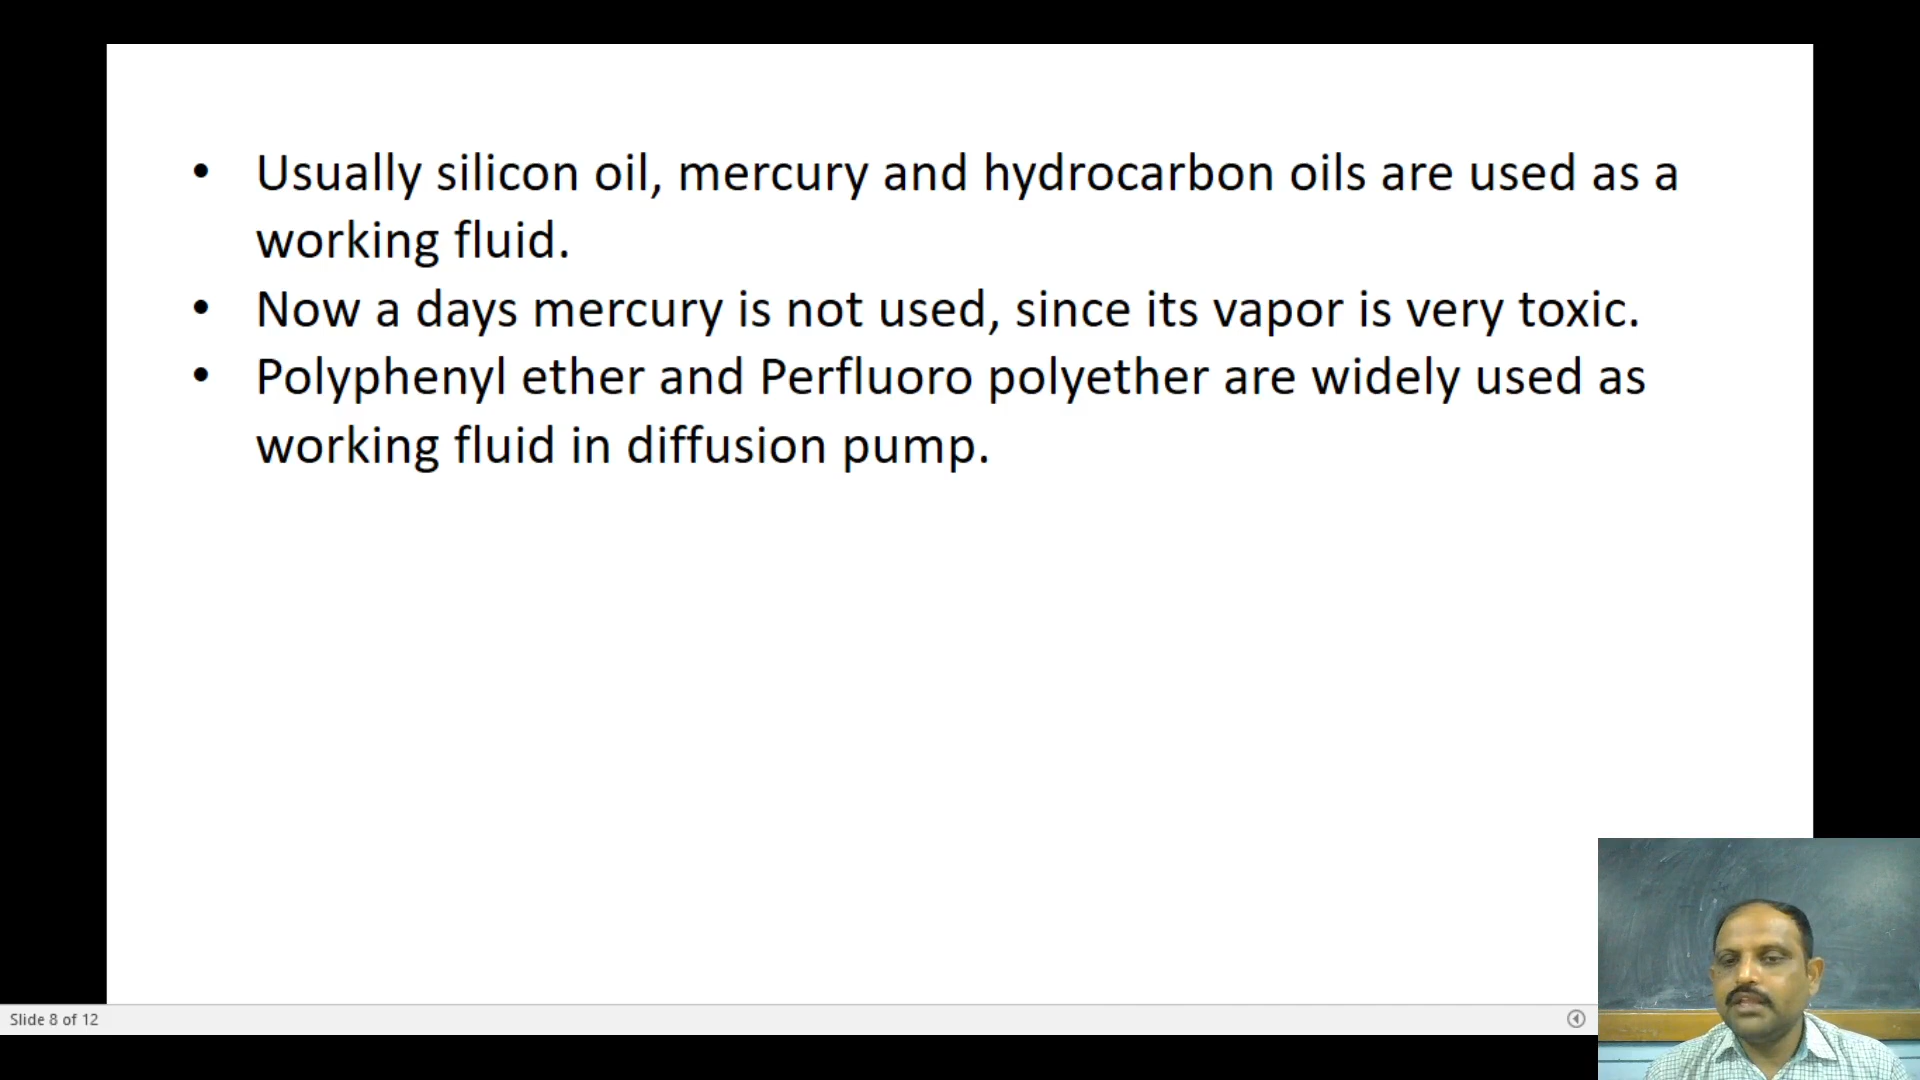 • Usually silicon oil, mercury and hydrocarbon oils are used as a
working fluid.
• Now a days mercury is not used, since its vapor is very toxic.
• Polyphenyl ether and Perfluoro polyether are widely used as
working fluid in diffusion pump.
Slide 8 of 12